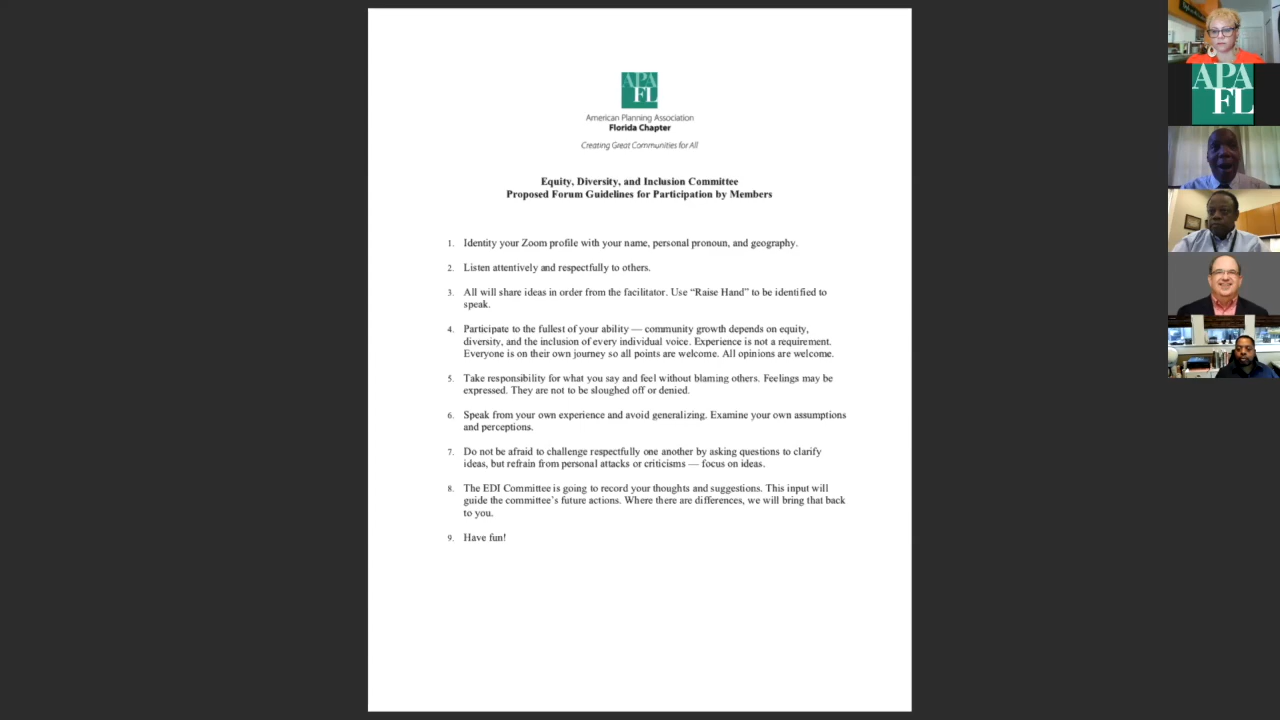 APA
FL
American Planning Association
Florida Chapter
Creating Great Communities for All
Equity, Diversity, and Inclusion Committee
Proposed Forum Guidelines for Participation by Members
1. Identity your Zoom profile with your name, personal pronoun, and geography.
2. Listen attentively and respectfully to others.
3. All will share ideas in order from the facilitator. Use “Raise Hand” to be identified to
speak.
4. Participate to the fullest of your ability — community growth depends on equity,
diversity, and the inclusion of every individual voice. Experience is not a requirement.
Everyone is on their own journey so all points are welcome. All opinions are welcome.
5. Take responsibility for what you say and feel without blaming others. Feelings may be
expressed. They are not to be sloughed off or denied.
6. Speak from your own experience and avoid generalizing. Examine your own assumptions
and perceptions.
7. Do not be afraid to challenge respectfully one another by asking questions to clarify
ideas, but refrain from personal attacks or criticisms — focus on ideas.
8. The EDI Committee is going to record your thoughts and suggestions. This input will
guide the committee’s future actions. Where there are differences, we will bring that back
to you.
9. Have fun!
APA
FL